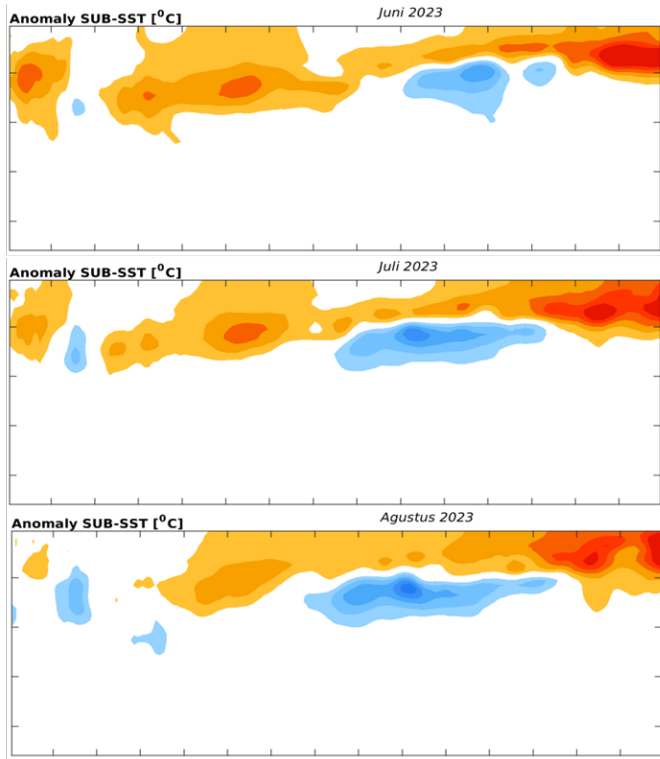 Juni 2023
Anomaly SUB-SST [⁰C]
Juli 2023
Anomaly SUB-SST [⁰C]
Agustus 2023
Anomaly SUB-SST [⁰C]